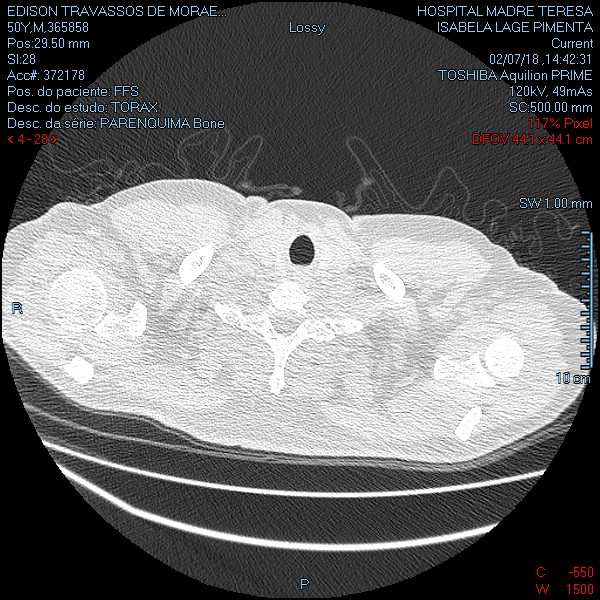 EDISON TRAVASSOS DE MORAE...
50Y,M,365858
Pos:29.50 mm
Sl:28
Acc#: 372178
Pos. do paciente: FFS
Desc. do estudo: TORAX
Desc. da série: PARENQUIMA Bone
< 4 - 28 >
Lossy
HOSPITAL MADRE TERESA
ISABELA LAGE PIMENTA
Current
02/07/18 ,14:42:31
TOSHIBA Aquilion PRIME
120kV, 49mAs
SC:500.00 mm
117% Pixel
DFOV 44.1 x 44.1 cm
SW 1.00 mm
R
10 cm
P
C -550
W 1500